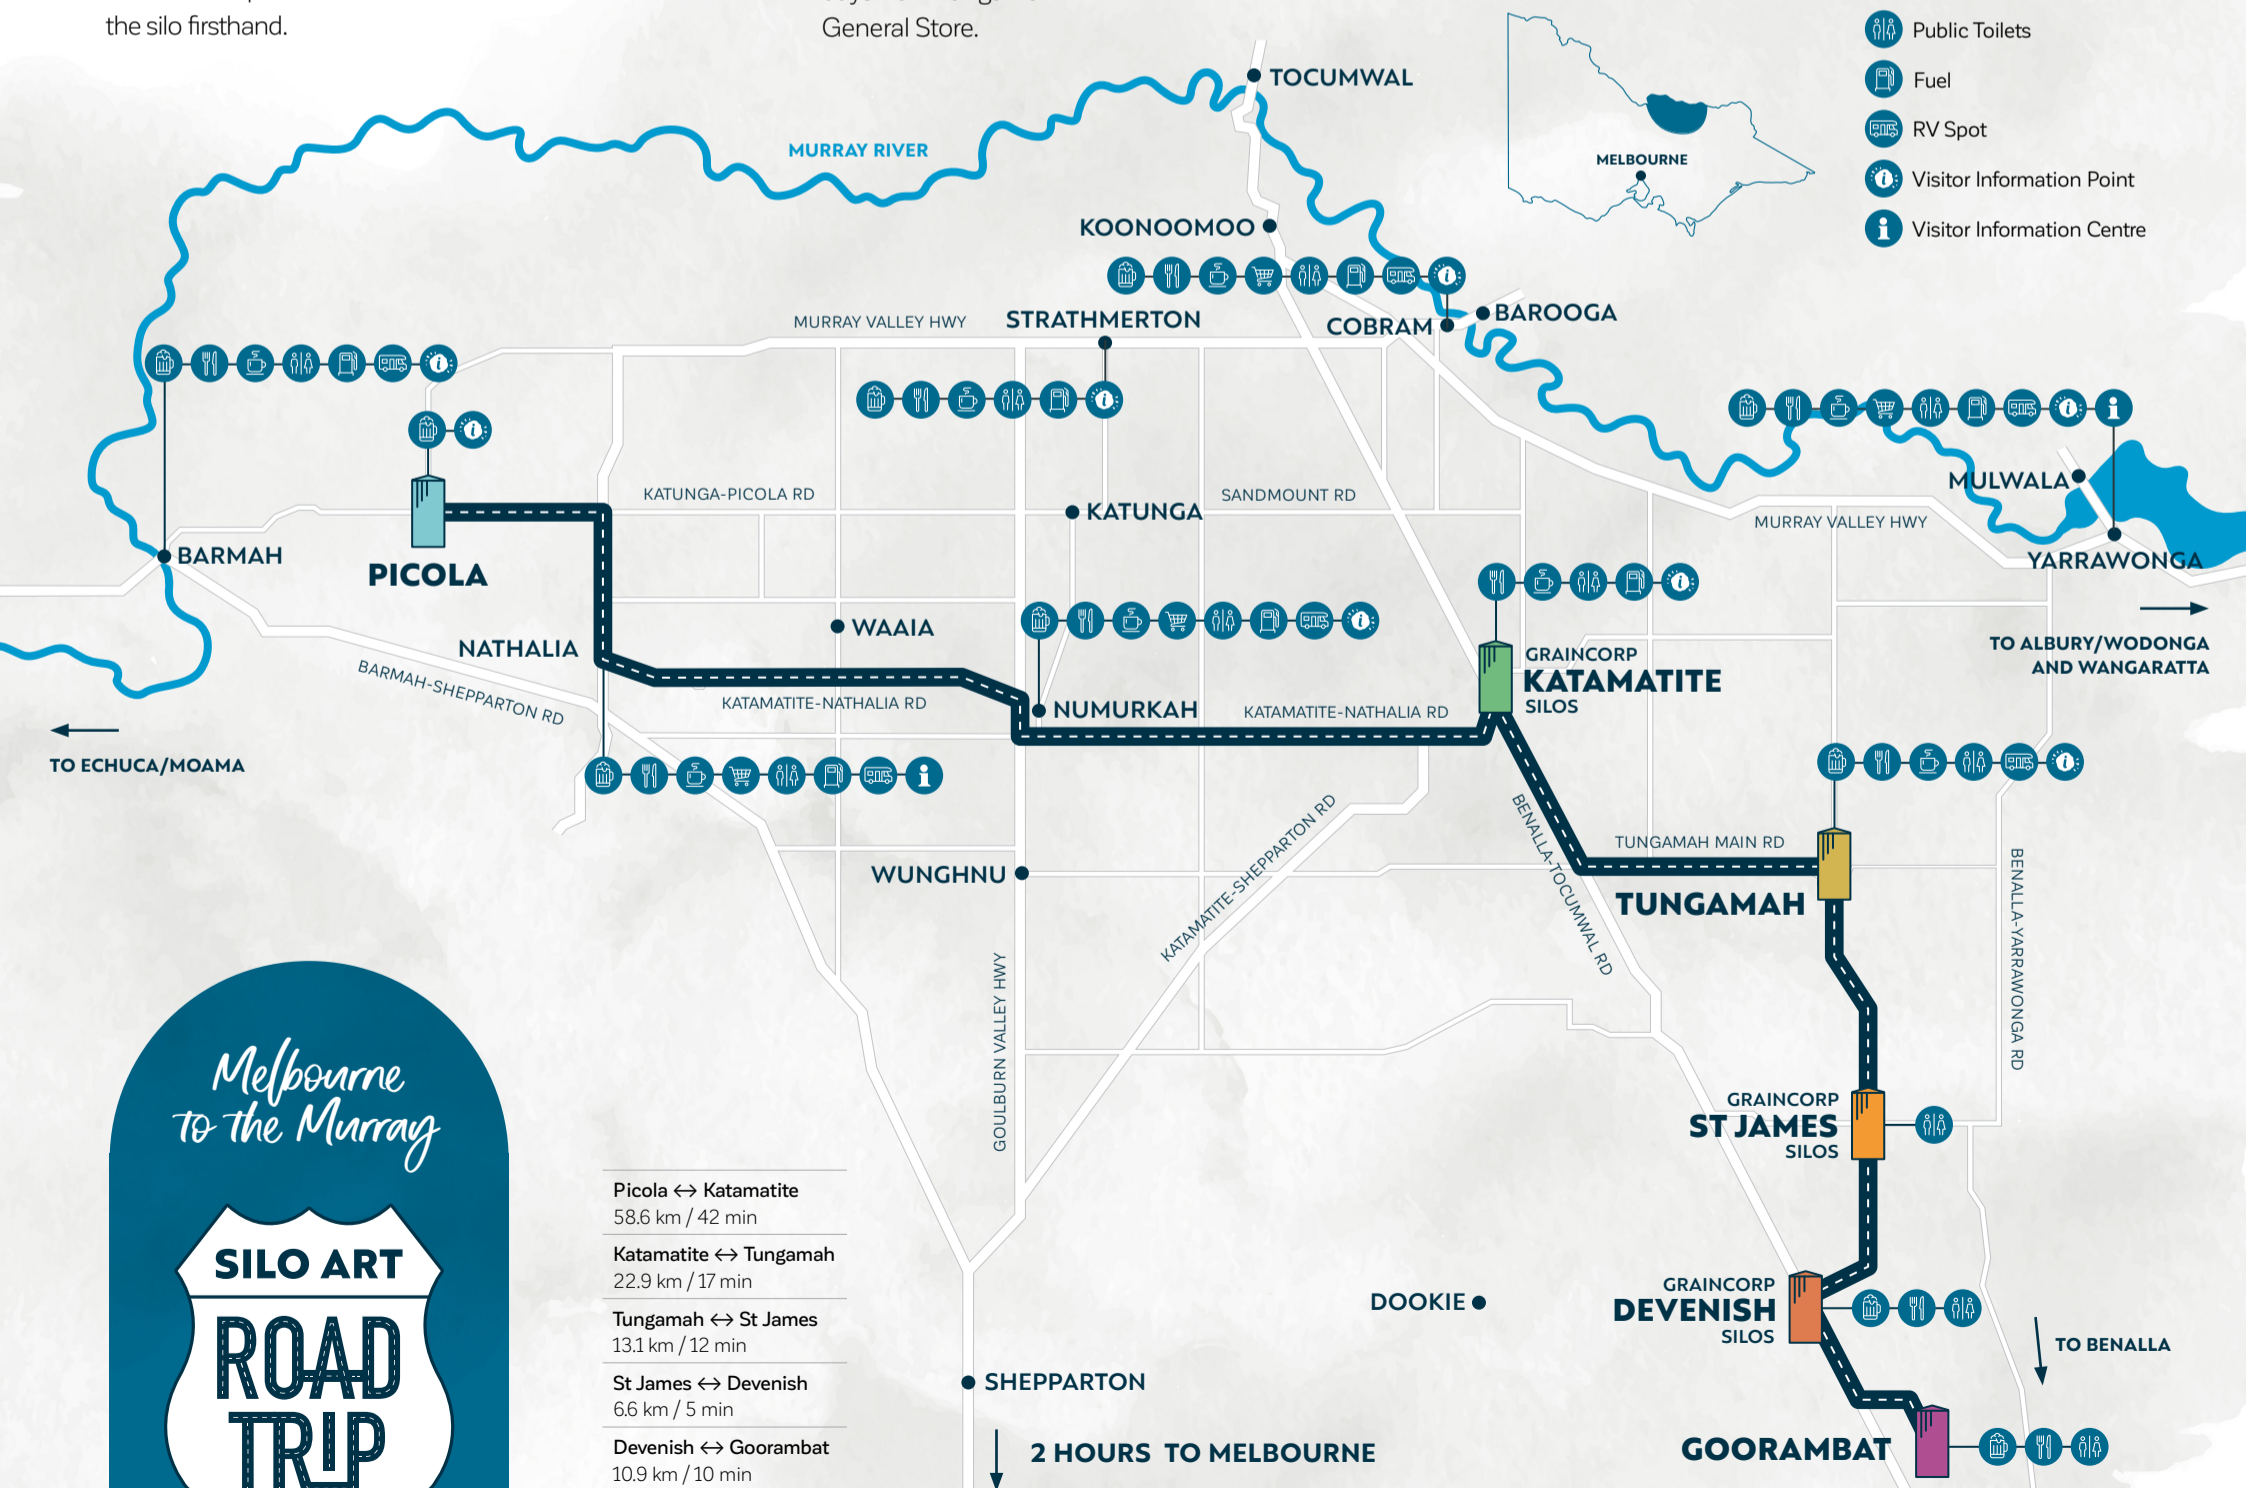 the silo firsthand.
General Store.
Public Toilets
Fuel
RV Spot
Visitor Information Point
Visitor Information Centre
MELBOURNE
TOCUMWAL
MURRAY RIVER
KOONOOMOO
BAROOGA
COBRAM
MURRAY VALLEY HWY
STRATHMERTON
MULWALA
MURRAY VALLEY HWY
YARRAWONGA
KATUNGA-PICOLA RD
KATUNGA
SANDMOUNT RD
BARMAH
PICOLA
WAAIA
NATHALIA
TO ALBURY/WODONGA
AND WANGARATTA
GRAINCORP
KATAMATITE
SILOS
BARMAH-SHEPPARTON RD
KATAMATITE-NATHALIA RD
NUMURKAH
KATAMATITE-NATHALIA RD
TO ECHUCA/MOAMA
WUNGHNU
KATAMATITE-SHEPPARTON RD
BENALLA-TOCUMWAL RD
TUNGAMAH MAIN RD
TUNGAMAH
BENALLA-YARRAWONGA RD
GOULBURN VALLEY HWY
GRAINCORP
ST JAMES
SILOS
Melbourne
to the Murray
SILO ART
ROAD
TRIP
Picola ↔ Katamatite
58.6 km / 42 min
Katamatite ↔ Tungamah
22.9 km / 17 min
Tungamah ↔ St James
13.1 km / 12 min
St James ↔ Devenish
6.6 km / 5 min
Devenish ↔ Goorambat
10.9 km / 10 min
DOOKIE
GRAINCORP
DEVENISH
SILOS
TO BENALLA
SHEPPARTON
2 HOURS TO MELBOURNE
GOORAMBAT